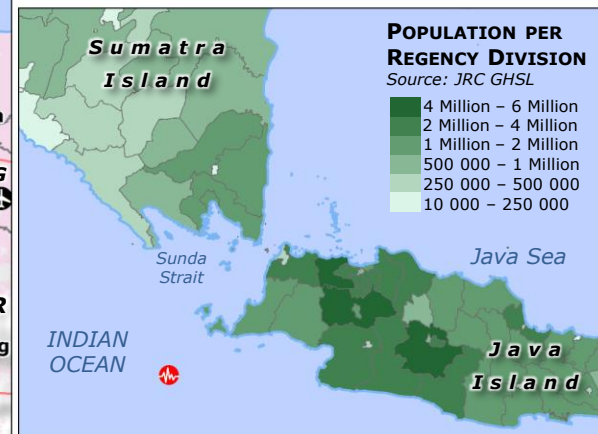 POPULATION PER
REGENCY DIVISION
Source: JRC GHSL
4 Million – 6 Million
2 Million – 4 Million
1 Million – 2 Million
500 000 – 1 Million
250 000 – 500 000
10 000 – 250 000
Sumatra
Island
Sunda
Strait
Java Sea
INDIAN
OCEAN
Java
Island